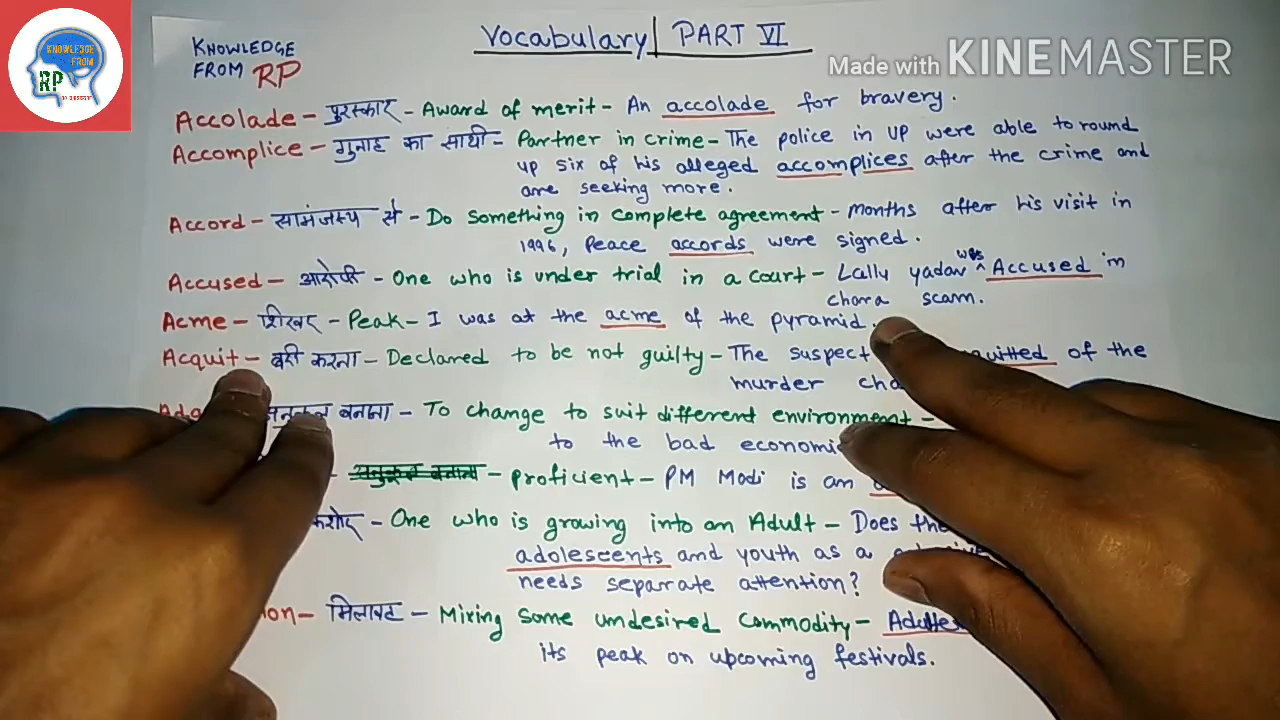 KNOWLEDGE FROM
RP
KNOWLEDGE
FROM RP
Vocabulary | PART VI
Made with KINEMASTER
Accolade - पुरस्कार - Award of merit - An accolade for bravery.
Accomplice - गुनाह का साथी - Partner in crime - The police in UP were able to round
up six of his alleged accomplices after the crime and
are seeking more.
Accord - सामंजस्य से - Do something in complete agreement - months after his visit in
1996, Peace accords were signed.
Accused - आरोपी - One who is under trial in a court - Lallu yadav was Accused in
chara scam.
Acme - शिखर - Peak - I was at the acme of the pyramid.
Acquit - बरी करना - Declared to be not guilty - The suspect of the
murder
बनाना - To change to suit different environment -
to the bad
- proficient - PM Modi is an
- One who is growing into an Adult - Does the
adolescents and youth as a
needs separate attention?
मिलावट - Mixing some undesired commodity -
its peak on upcoming festivals.